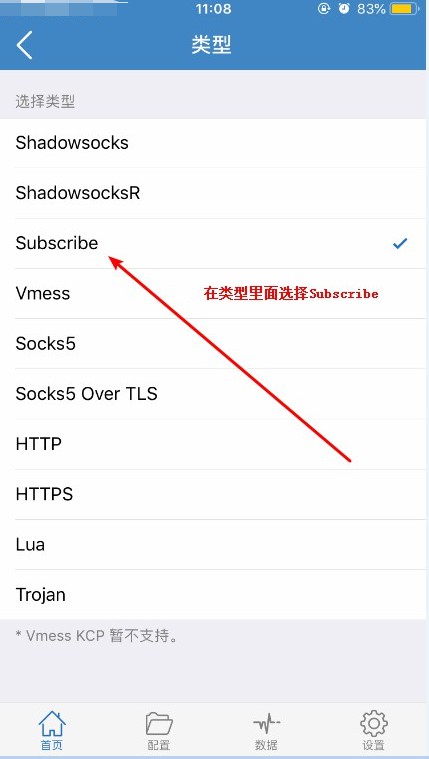 11:08
83%
类型
选择类型
Shadowsocks
ShadowsocksR
Subscribe
Vmess
在类型里面选择Subscribe
Socks5
Socks5 Over TLS
HTTP
HTTPS
Lua
Trojan
* Vmess KCP 暂不支持。
首页
配置
数据
设置